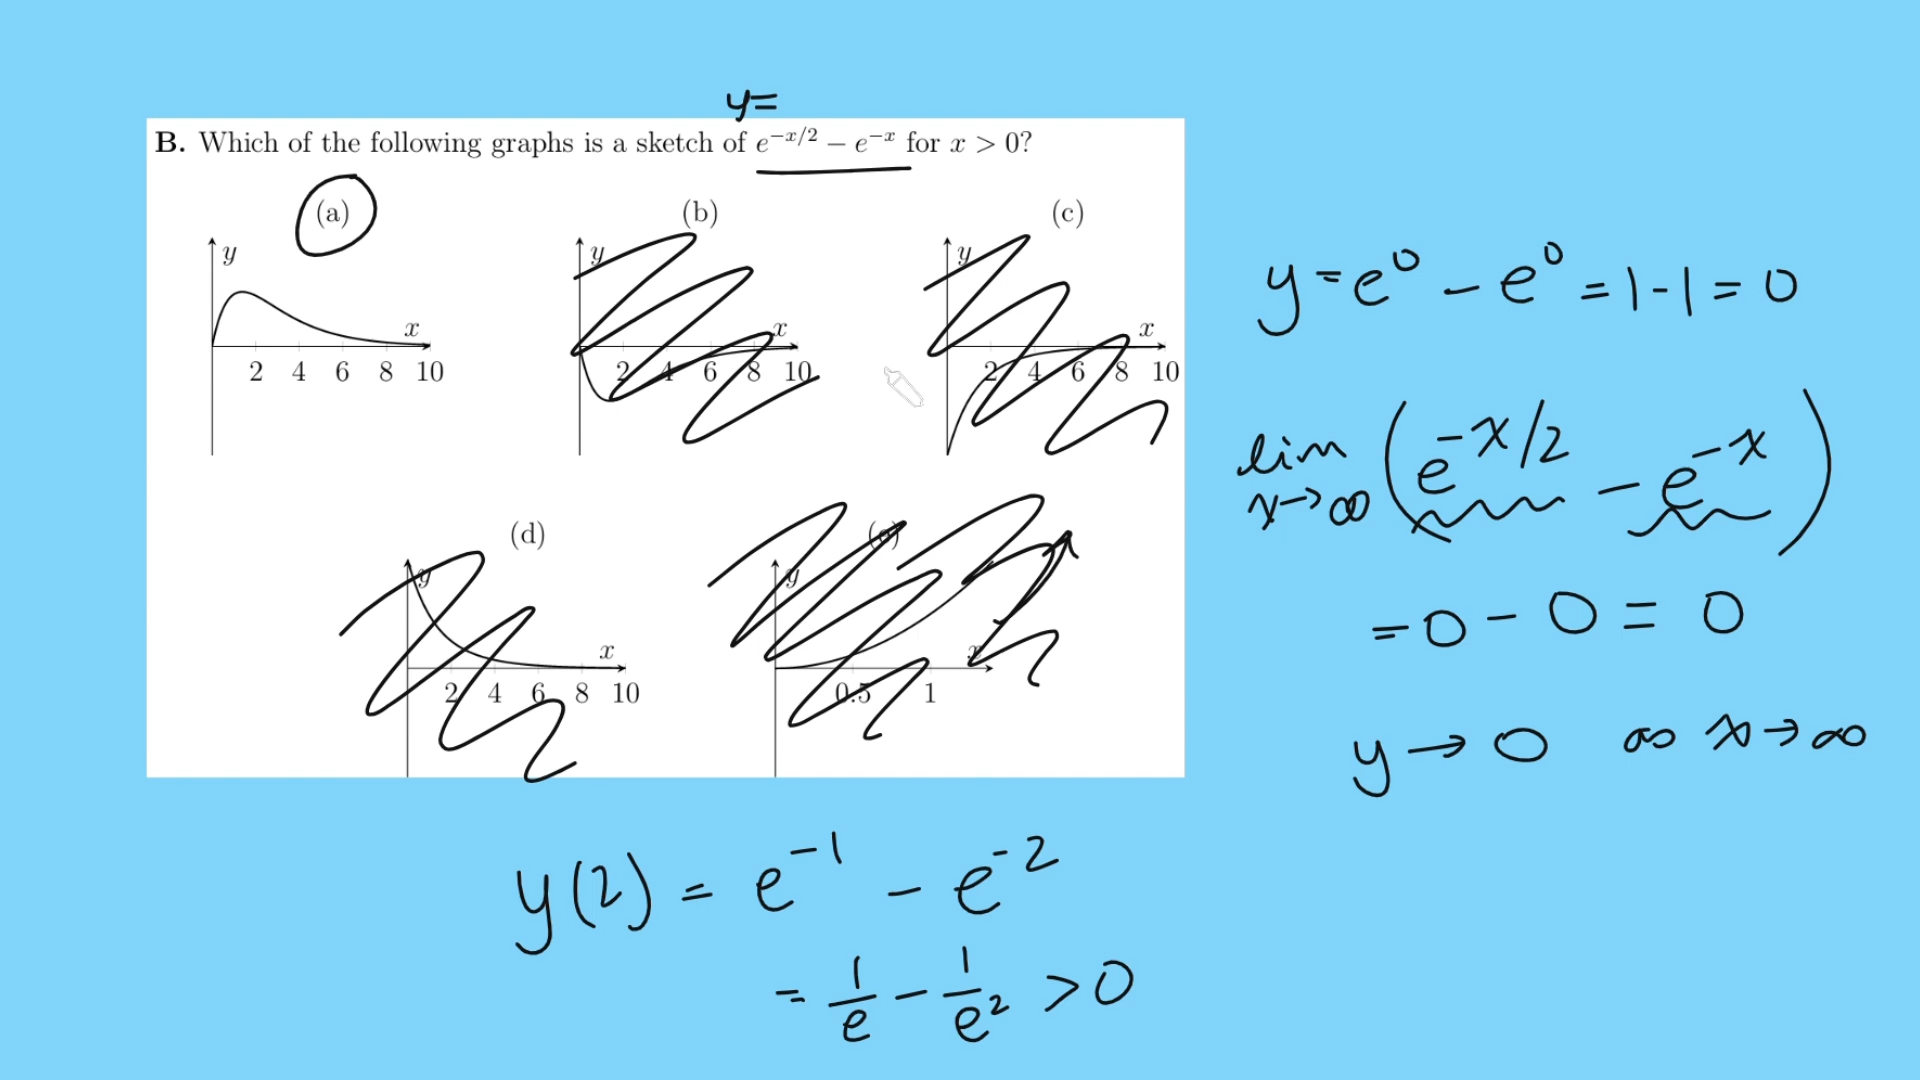 y=
B. Which of the following graphs is a sketch of e^{-x/2} − e^{-x} for x > 0?
(a) (b) (c)
y y y
x x x
2 4 6 8 10 2 4 6 8 10 2 4 6 8 10
(d) (e)
y y
x x
2 4 6 8 10 0.5 1
y = e^0 − e^0 = 1 - 1 = 0
lim x→∞ (e^{-x/2} − e^{-x})
= 0 − 0 = 0
y → 0 as x → ∞
y(2) = e^{-1} − e^{-2}
= 1/e − 1/e^2 > 0